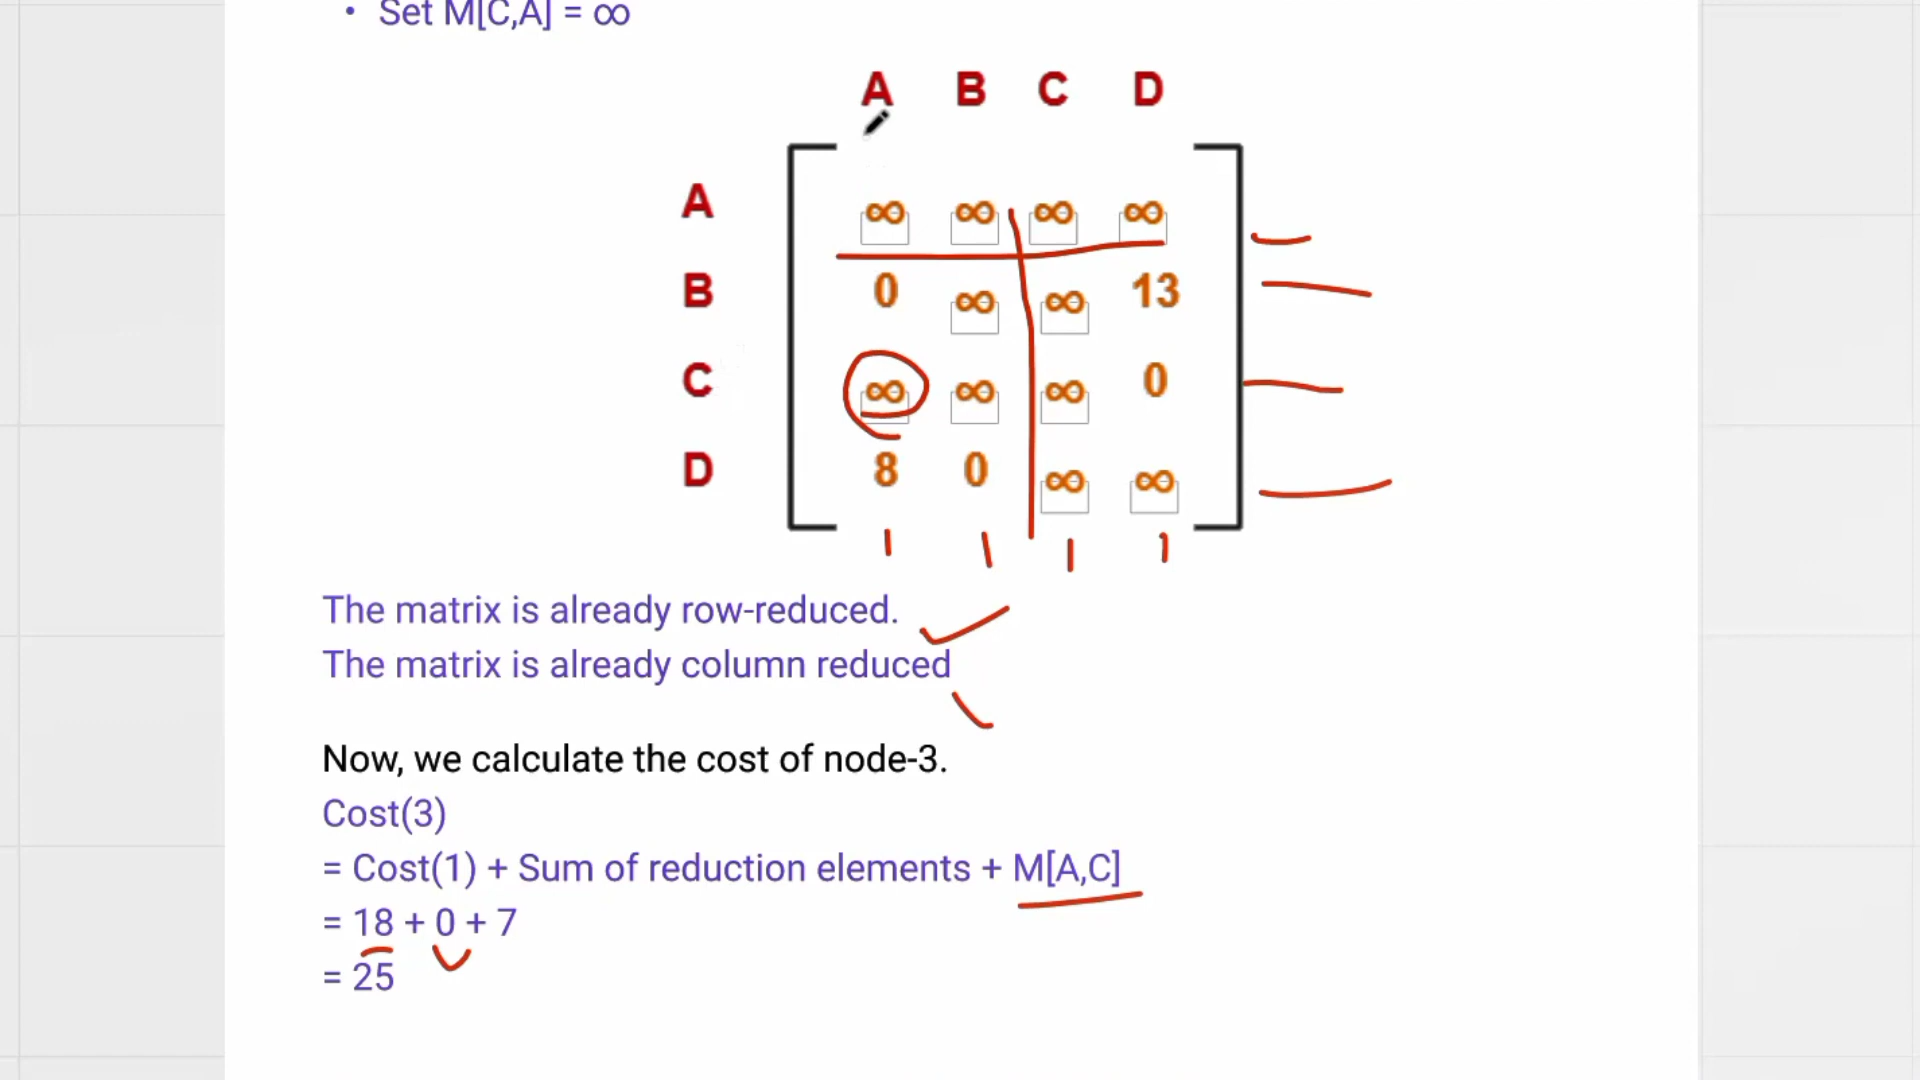 • Set M[C,A] = ∞
A B C D
A ∞ ∞ ∞ ∞
B 0 ∞ ∞ 13
C ∞ ∞ ∞ 0
D 8 0 ∞ ∞
The matrix is already row-reduced.
The matrix is already column reduced
Now, we calculate the cost of node-3.
Cost(3)
= Cost(1) + Sum of reduction elements + M[A,C]
= 18 + 0 + 7
= 25